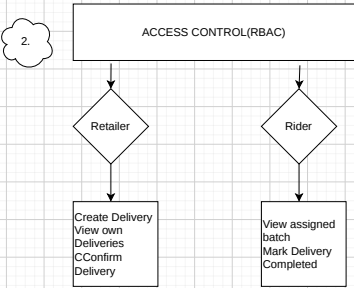 2.
ACCESS CONTROL(RBAC)
Retailer
Rider
Create Delivery
View own
Deliveries
CConfirm
Delivery
View assigned
batch
Mark Delivery
Completed